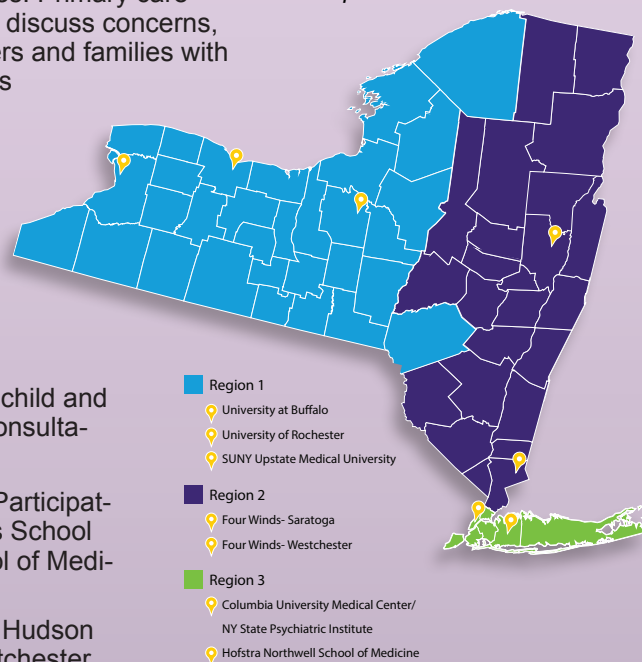 discuss concerns,
ers and families with
s
child and
onsulta-
Participat-
s School
ol of Medi-
Hudson
tchester
Region 1
University at Buffalo
University of Rochester
SUNY Upstate Medical University
Region 2
Four Winds- Saratoga
Four Winds- Westchester
Region 3
Columbia University Medical Center/
NY State Psychiatric Institute
Hofstra Northwell School of Medicine